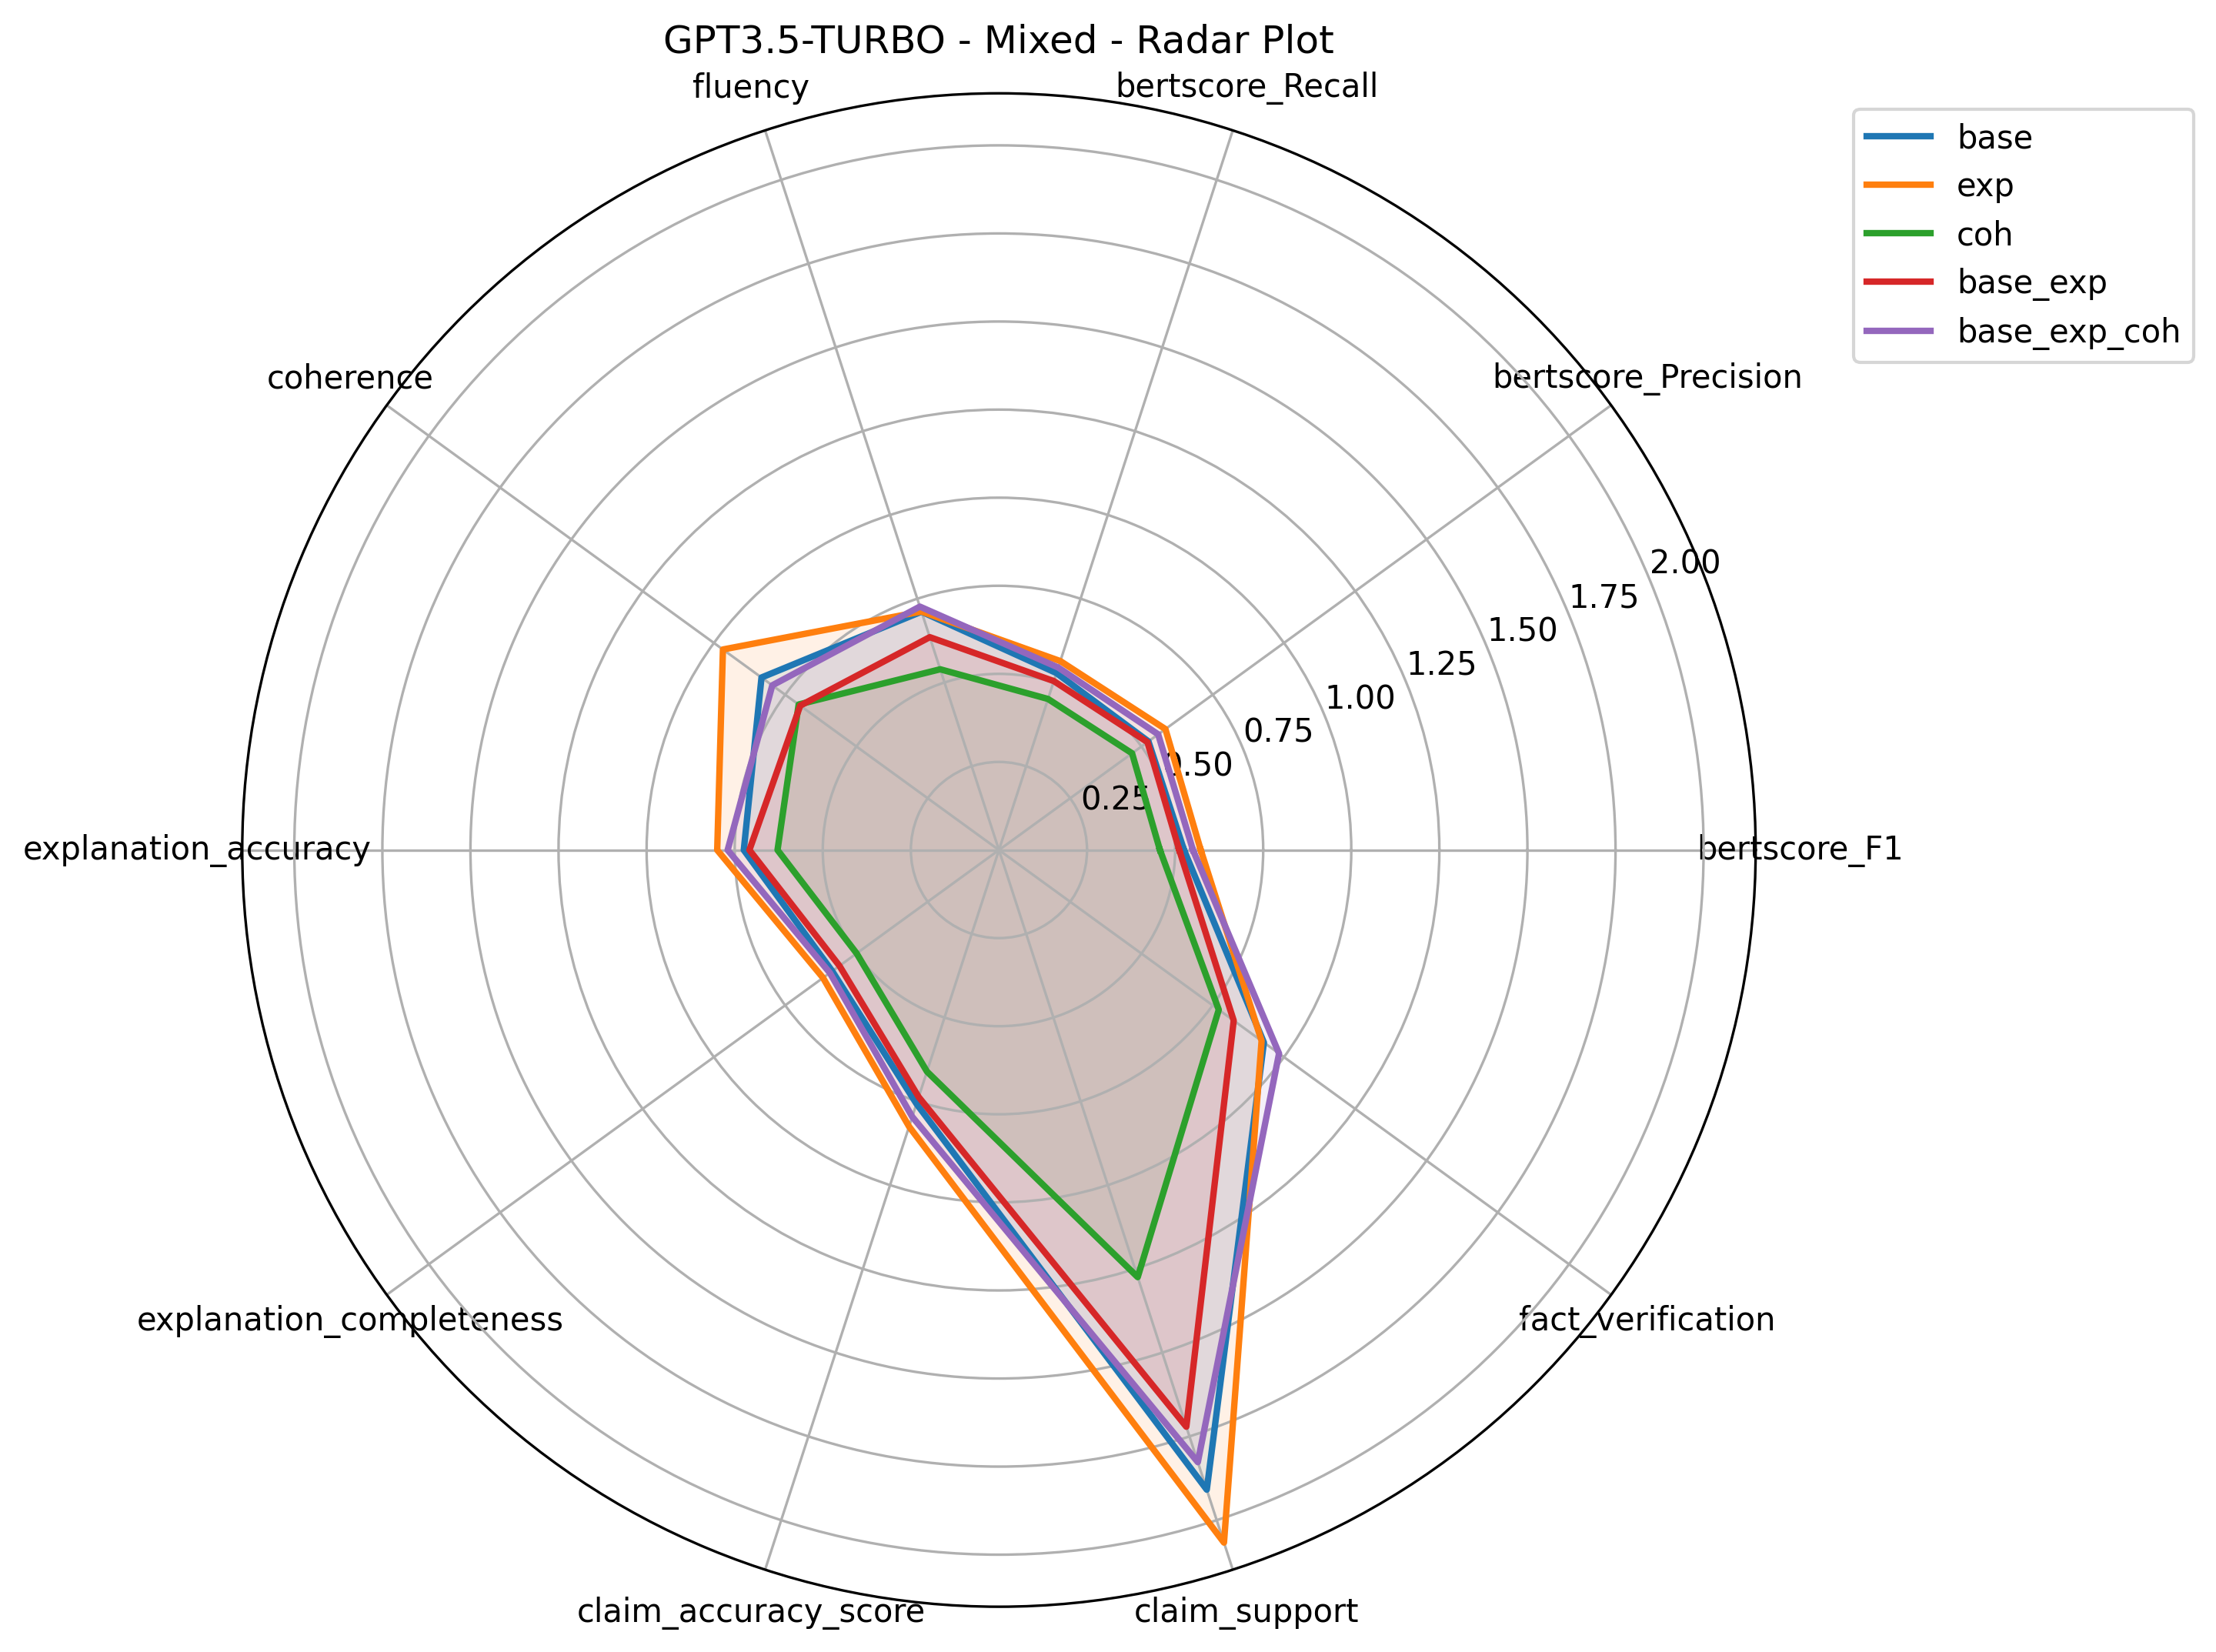 GPT3.5-TURBO - Mixed - Radar Plot
fluency
bertscore_Recall
base
exp
coh
base_exp
base_exp_coh
coherence
bertscore_Precision
2.00
1.75
1.50
1.25
1.00
0.75
0.50
0.25
explanation_accuracy
bertscore_F1
explanation_completeness
fact_verification
claim_accuracy_score
claim_support